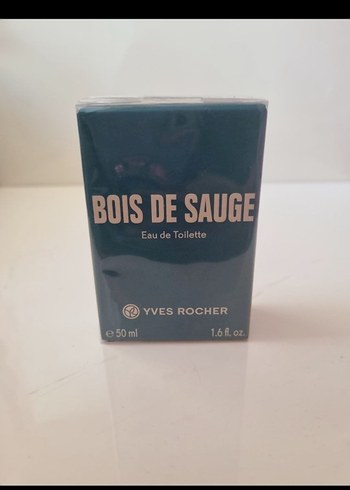 BOIS DE SAUGE
Eau de Toilette
YVES ROCHER
e 50 ml 1.6 fl. oz.